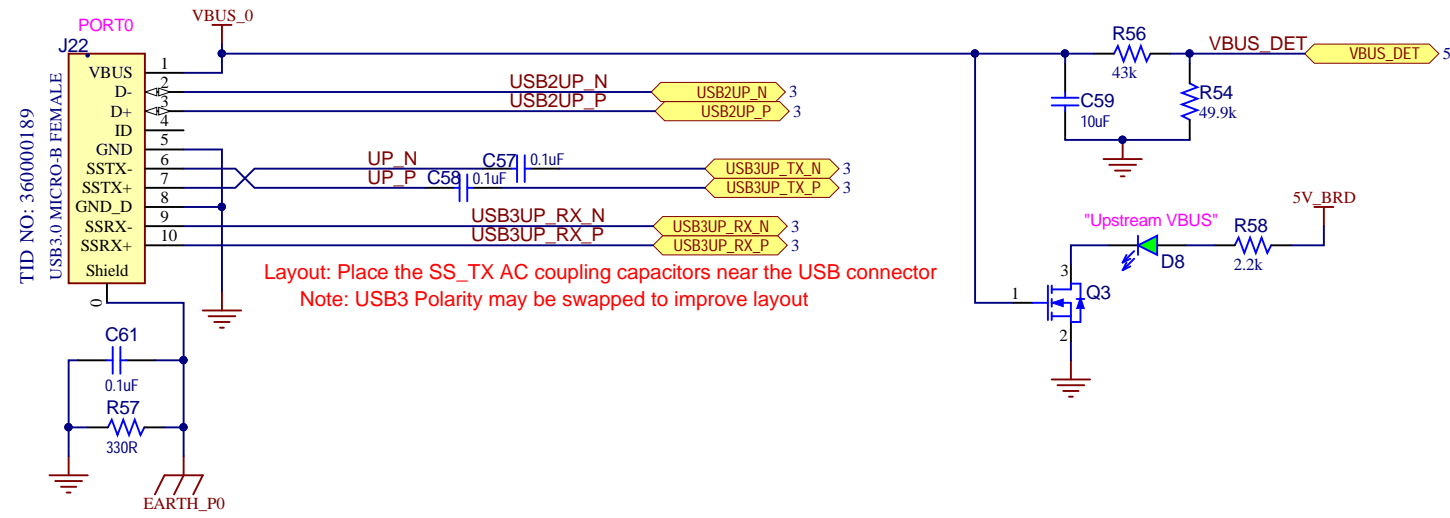 PORT0
J22
VBUS_0
TID NO: 360000189
USB3.0 MICRO-B FEMALE
VBUS 1
D- 2
D+ 3
ID 4
GND 5
SSTX- 6
SSTX+ 7
GND_D 8
SSRX- 9
SSRX+ 10
Shield
0
USB2UP_N USB2UP_N 3
USB2UP_P USB2UP_P 3
UP_N C57 0.1uF USB3UP_TX_N 3
UP_P C58 0.1uF USB3UP_TX_P 3
USB3UP_RX_N USB3UP_RX_N 3
USB3UP_RX_P USB3UP_RX_P 3
Layout: Place the SS_TX AC coupling capacitors near the USB connector
Note: USB3 Polarity may be swapped to improve layout
C61
0.1uF
R57
330R
EARTH_P0
R56
43k
VBUS_DET VBUS_DET 5
C59
10uF
R54
49.9k
5V_BRD
"Upstream VBUS"
R58
2.2k
D8
3
1
Q3
2